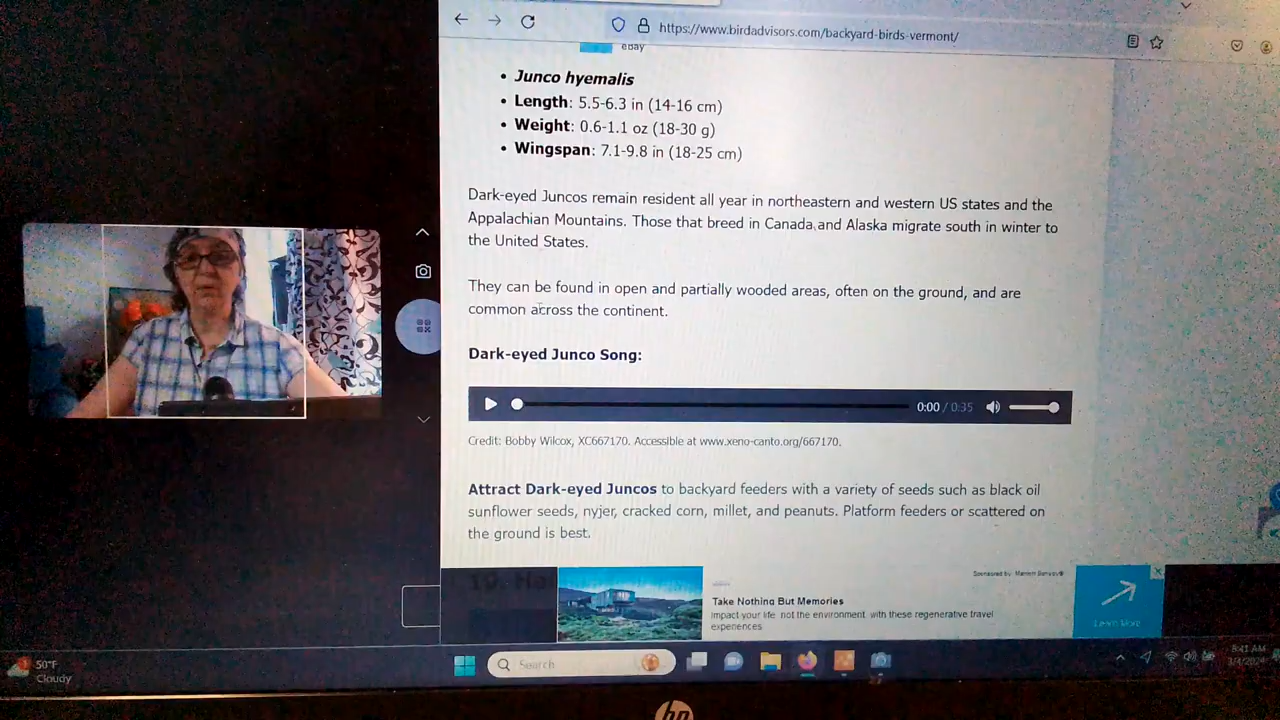 https://www.birdadvisors.com/backyard-birds-vermont/
ebay
• Junco hyemalis
• Length: 5.5-6.3 in (14-16 cm)
• Weight: 0.6-1.1 oz (18-30 g)
• Wingspan: 7.1-9.8 in (18-25 cm)
Dark-eyed Juncos remain resident all year in northeastern and western US states and the
Appalachian Mountains. Those that breed in Canada and Alaska migrate south in winter to
the United States.
They can be found in open and partially wooded areas, often on the ground, and are
common across the continent.
Dark-eyed Junco Song:
0:00 / 0:35
Credit: Bobby Wilcox, XC667170. Accessible at www.xeno-canto.org/667170.
Attract Dark-eyed Juncos to backyard feeders with a variety of seeds such as black oil
sunflower seeds, nyjer, cracked corn, millet, and peanuts. Platform feeders or scattered on
the ground is best.
19. Hai
Take Nothing But Memories
Impact your life not the environment with these regenerative travel
experiences
Learn More
50°F
Cloudy
Search
8:41 AM
hp